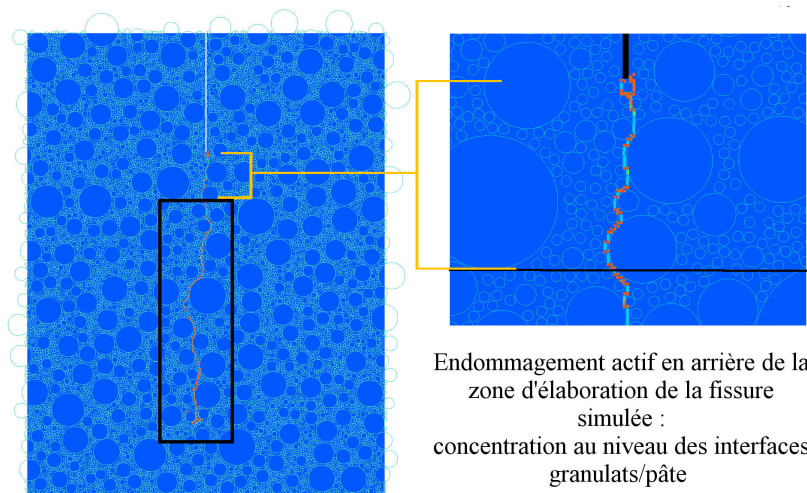 Endommagement actif en arrière de la
zone d'élaboration de la fissure
simulée :
concentration au niveau des interfaces
granulats/pâte